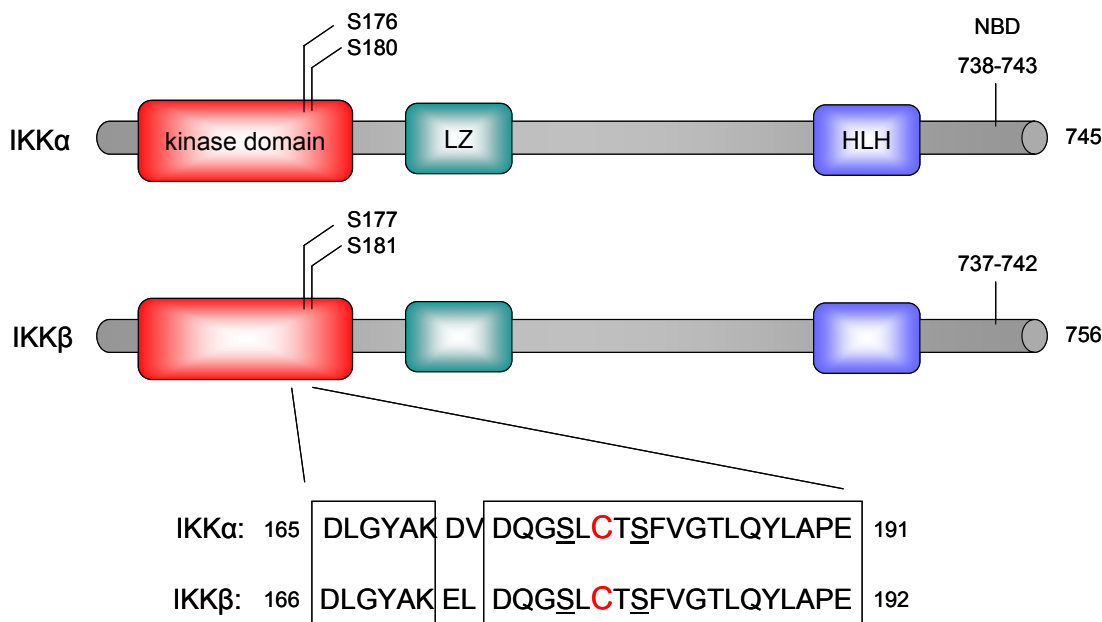 S176
S180
NBD
738-743
IKKα kinase domain LZ HLH 745
S177
S181
737-742
IKKβ 756
IKKα: 165 DLGYAK DV DQGSLCTSFVGTLQYLAPE 191
IKKβ: 166 DLGYAK EL DQGSLCTSFVGTLQYLAPE 192